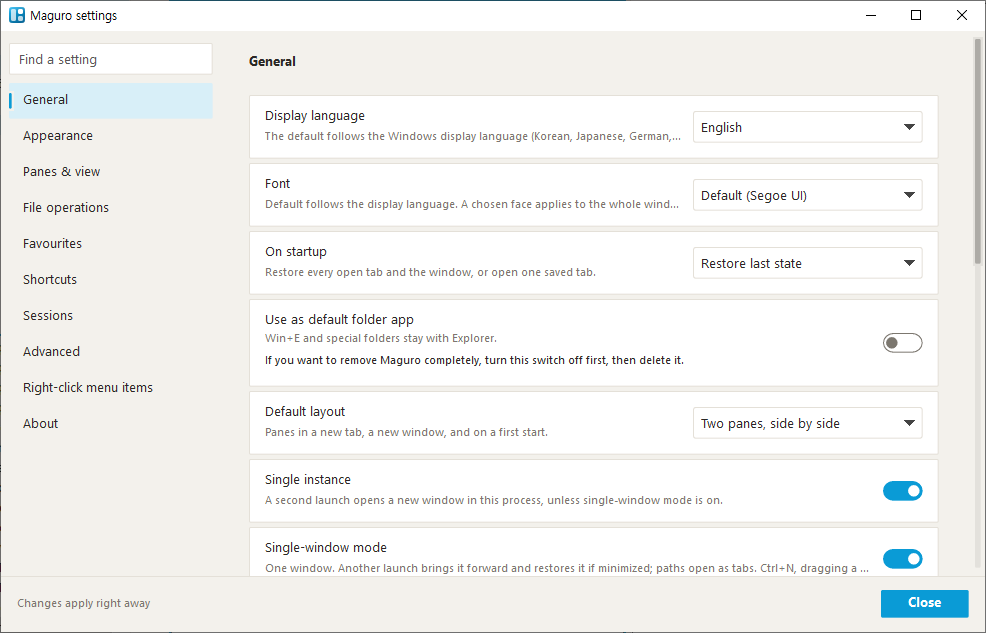 Maguro settings
Find a setting
General
Appearance
Panes & view
File operations
Favourites
Shortcuts
Sessions
Advanced
Right-click menu items
About
General
Display language
The default follows the Windows display language (Korean, Japanese, German,...
English
Font
Default follows the display language. A chosen face applies to the whole wind...
Default (Segoe UI)
On startup
Restore every open tab and the window, or open one saved tab.
Restore last state
Use as default folder app
Win+E and special folders stay with Explorer.
If you want to remove Maguro completely, turn this switch off first, then delete it.
Default layout
Panes in a new tab, a new window, and on a first start.
Two panes, side by side
Single instance
A second launch opens a new window in this process, unless single-window mode is on.
Single-window mode
One window. Another launch brings it forward and restores it if minimized; paths open as tabs. Ctrl+N, dragging a ...
Changes apply right away
Close